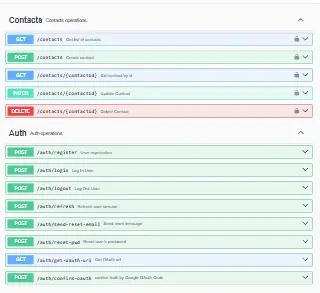 Contacts Contacts operations.
GET /contacts Get list of contacts
POST /contacts Create contact
GET /contacts/{contactid} Get contact by id
PATCH /contacts/{contactid} Update Contact
DELETE /contacts/{contactid} Delete Contact
Auth Auth operations.
POST /auth/register User registration
POST /auth/login Log In User
POST /auth/logout Log Out User
POST /auth/refresh Refresh user session
POST /auth/send-reset-email Send reset message
POST /auth/reset-pwd Reset user's password
GET /auth/get-oauth-url Get OAuth url
POST /auth/confirm-oauth confirm Auth by Google OAuth Code